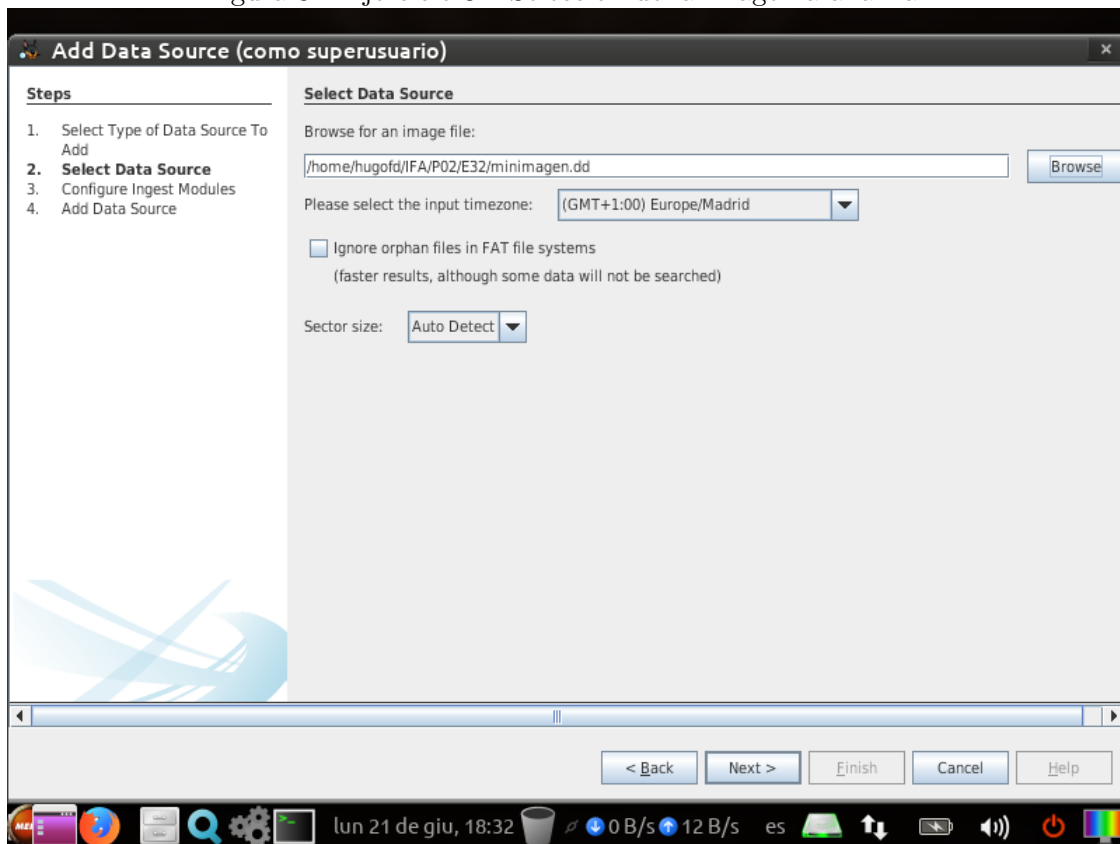 Add Data Source (como superusuario)
Steps
1. Select Type of Data Source To
Add
2. Select Data Source
3. Configure Ingest Modules
4. Add Data Source
Select Data Source
Browse for an image file:
/home/hugofd/IFA/P02/E32/minimagen.dd
Browse
Please select the input timezone:
(GMT+1:00) Europe/Madrid
Ignore orphan files in FAT file systems
(faster results, although some data will not be searched)
Sector size:
Auto Detect
< Back
Next >
Finish
Cancel
Help
lun 21 de giu, 18:32
0 B/s
12 B/s
es